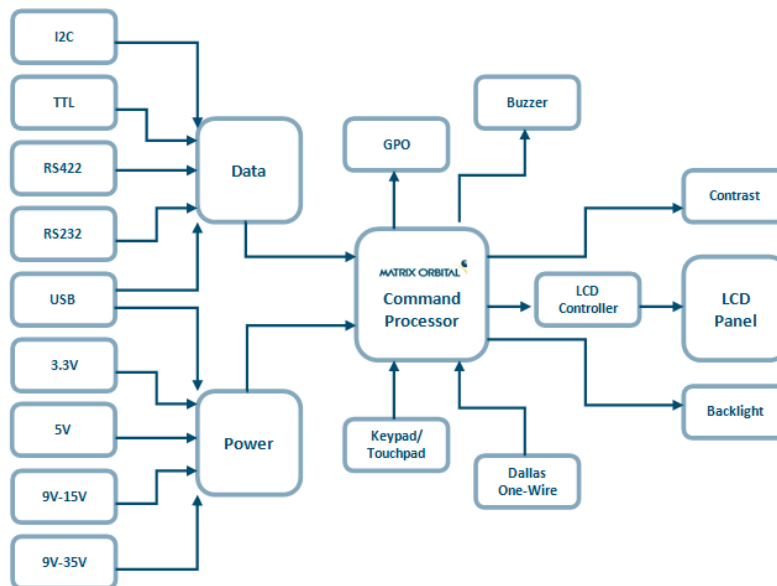 I2C
TTL
RS422
RS232
USB
3.3V
5V
9V-15V
9V-35V
Data
Power
GPO
Buzzer
MATRIX ORBITAL
Command
Processor
Keypad/
Touchpad
Dallas
One-Wire
Contrast
LCD
Controller
LCD
Panel
Backlight